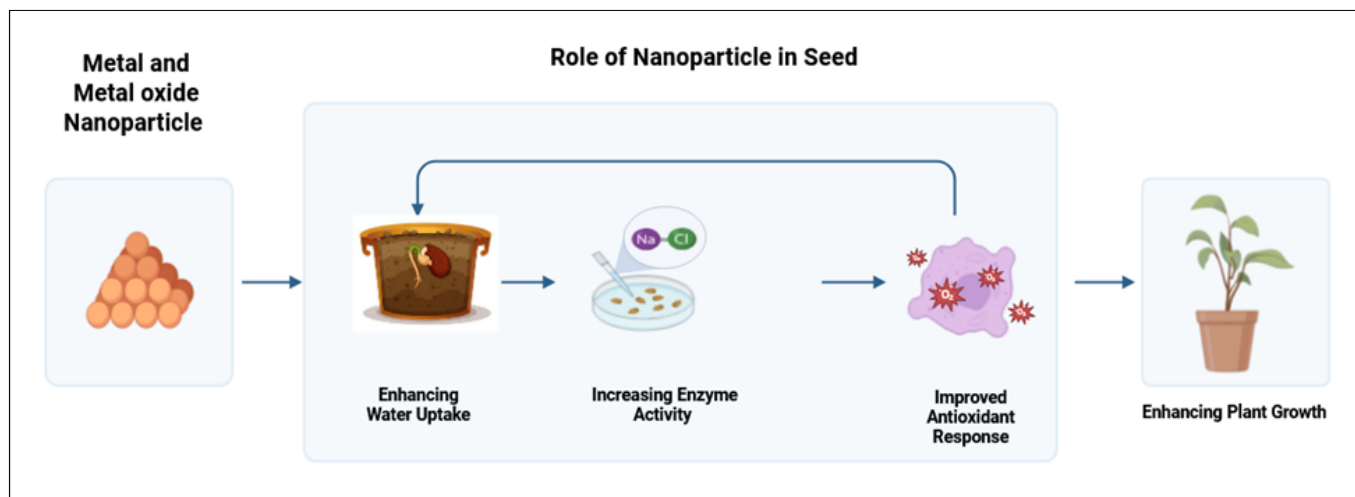 Metal and
Metal oxide
Nanoparticle
Role of Nanoparticle in Seed
Na
Cl
O₂
Enhancing
Water Uptake
Increasing Enzyme
Activity
Improved
Antioxidant
Response
Enhancing Plant Growth